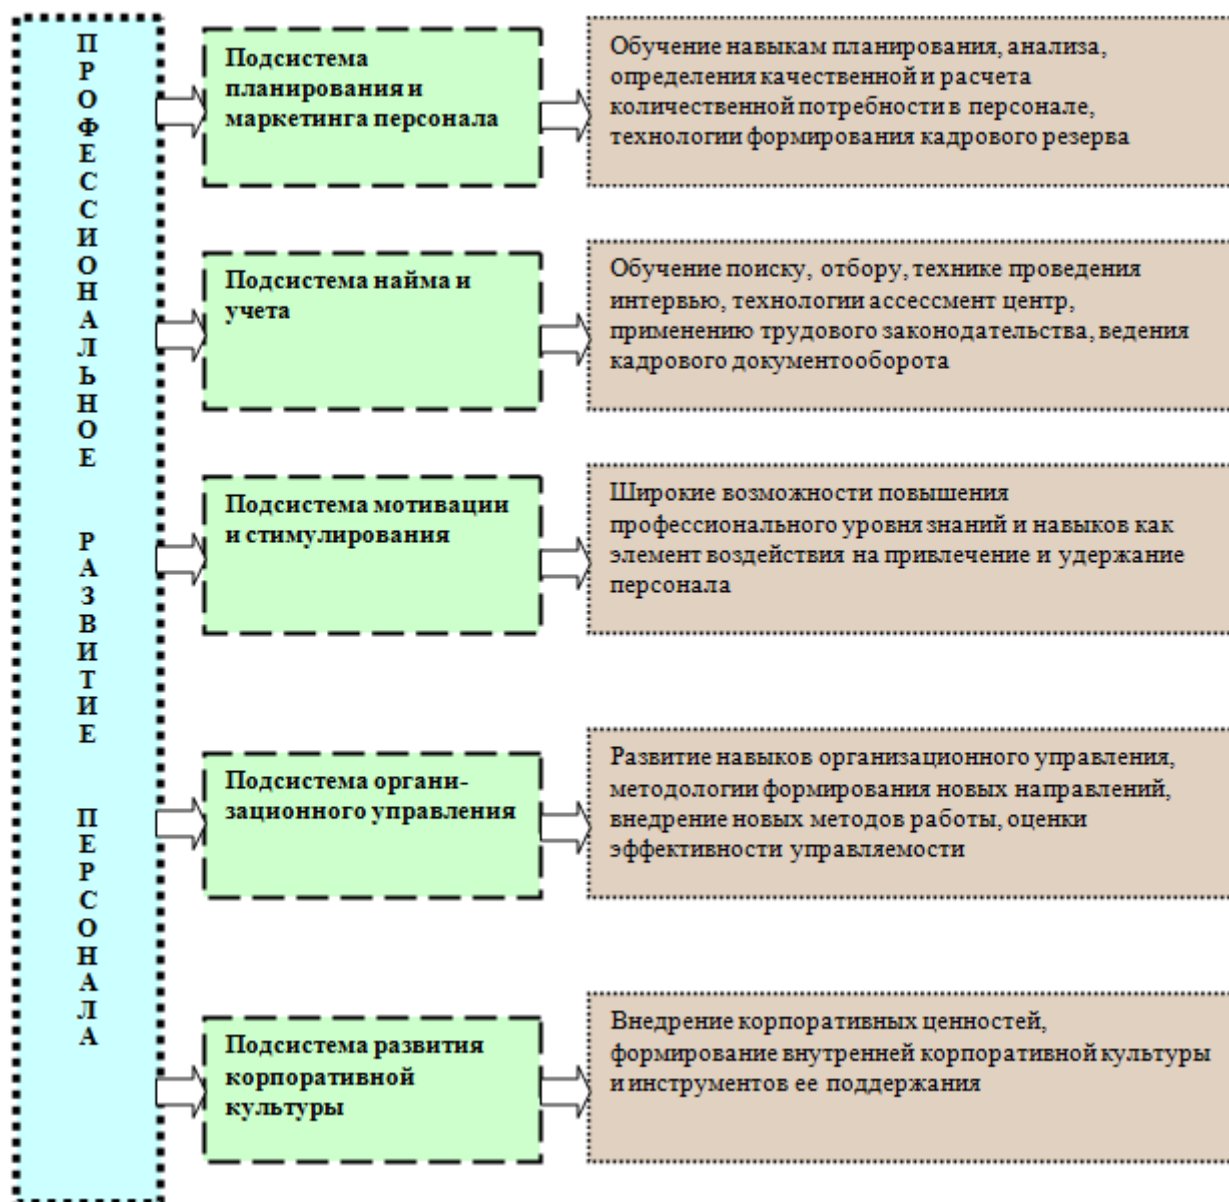 ПРОФЕССИОНАЛЬНОЕ РАЗВИТИЕ ПЕРСОНАЛА
Подсистема
планирования и
маркетинга персонала
Обучение навыкам планирования, анализа,
определения качественной и расчета
количественной потребности в персонале,
технологии формирования кадрового резерва
Подсистема найма и
учета
Обучение поиску, отбору, технике проведения
интервью, технологии ассессмент центр,
применению трудового законодательства, ведения
кадрового документооборота
Подсистема мотивации
и стимулирования
Широкие возможности повышения
профессионального уровня знаний и навыков как
элемент воздействия на привлечение и удержание
персонала
Подсистема органи-
зационного управления
Развитие навыков организационного управления,
методологии формирования новых направлений,
внедрение новых методов работы, оценки
эффективности управляемости
Подсистема развития
корпоративной
культуры
Внедрение корпоративных ценностей,
формирование внутренней корпоративной культуры
и инструментов ее поддержания